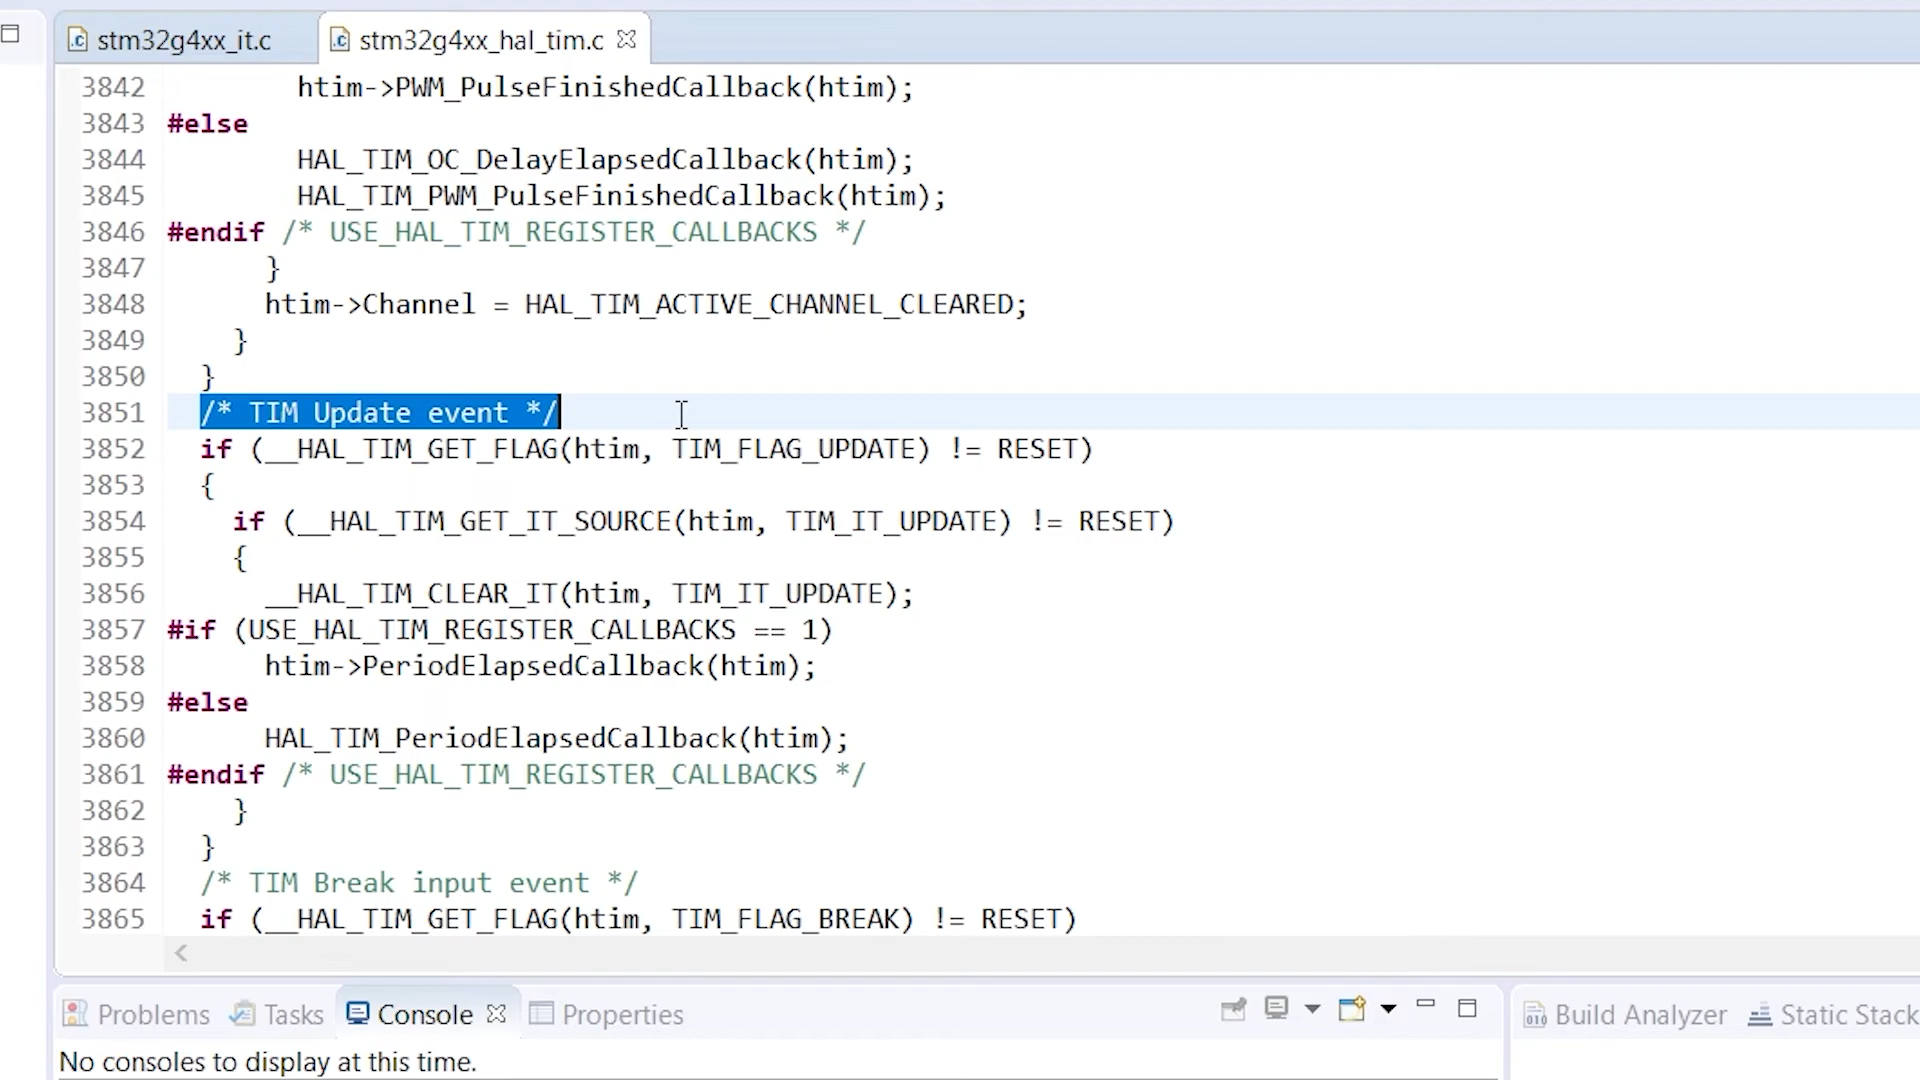 stm32g4xx_it.c
stm32g4xx_hal_tim.c
3842 htim->PWM_PulseFinishedCallback(htim);
3843 #else
3844 HAL_TIM_OC_DelayElapsedCallback(htim);
3845 HAL_TIM_PWM_PulseFinishedCallback(htim);
3846 #endif /* USE_HAL_TIM_REGISTER_CALLBACKS */
3847 }
3848 htim->Channel = HAL_TIM_ACTIVE_CHANNEL_CLEARED;
3849 }
3850 }
3851 /* TIM Update event */
3852 if (__HAL_TIM_GET_FLAG(htim, TIM_FLAG_UPDATE) != RESET)
3853 {
3854 if (__HAL_TIM_GET_IT_SOURCE(htim, TIM_IT_UPDATE) != RESET)
3855 {
3856 __HAL_TIM_CLEAR_IT(htim, TIM_IT_UPDATE);
3857 #if (USE_HAL_TIM_REGISTER_CALLBACKS == 1)
3858 htim->PeriodElapsedCallback(htim);
3859 #else
3860 HAL_TIM_PeriodElapsedCallback(htim);
3861 #endif /* USE_HAL_TIM_REGISTER_CALLBACKS */
3862 }
3863 }
3864 /* TIM Break input event */
3865 if (__HAL_TIM_GET_FLAG(htim, TIM_FLAG_BREAK) != RESET)
Problems Tasks Console Properties
Build Analyzer Static Stack
No consoles to display at this time.